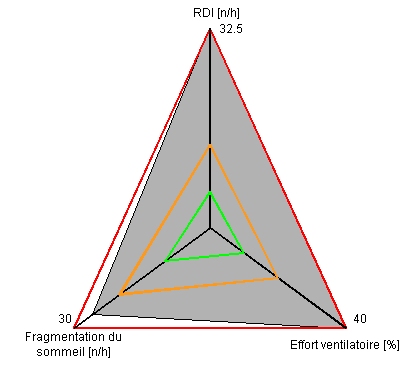 RDI [n/h]
32.5
30
40
Fragmentation du
sommeil [n/h]
Effort ventilatoire [%]